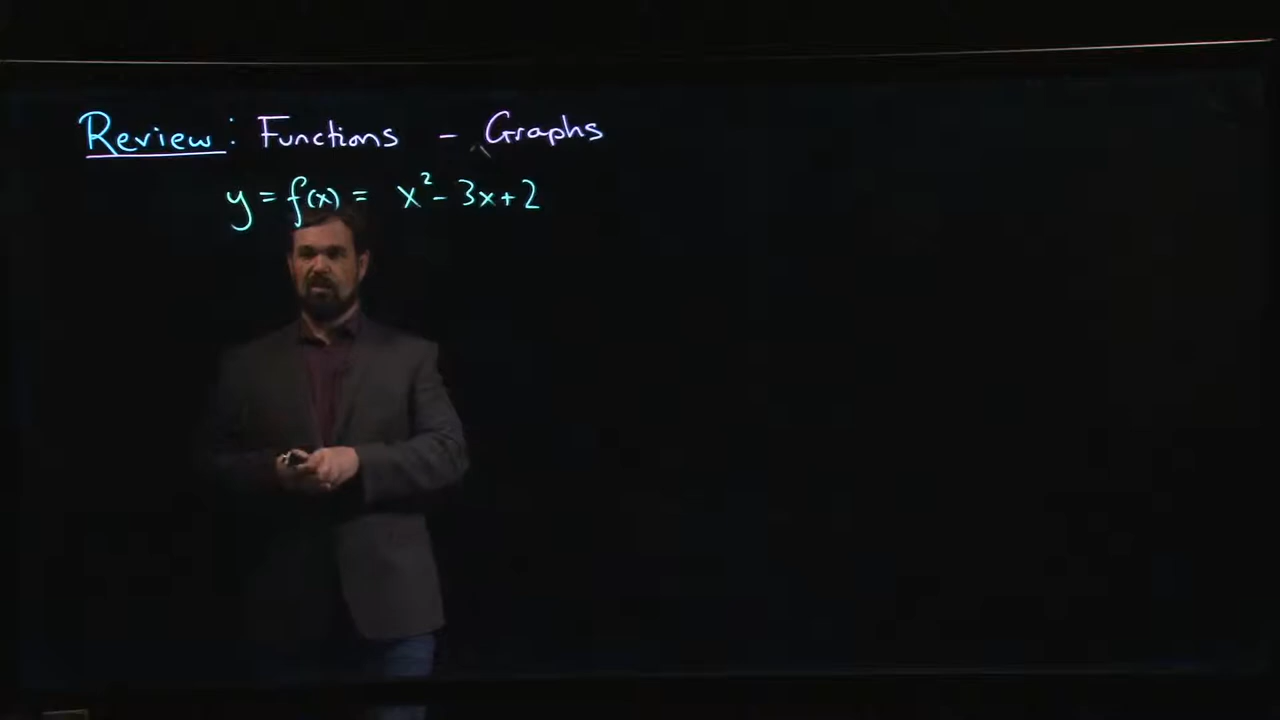 Review: Functions - Graphs
y = f(x) = x² - 3x + 2